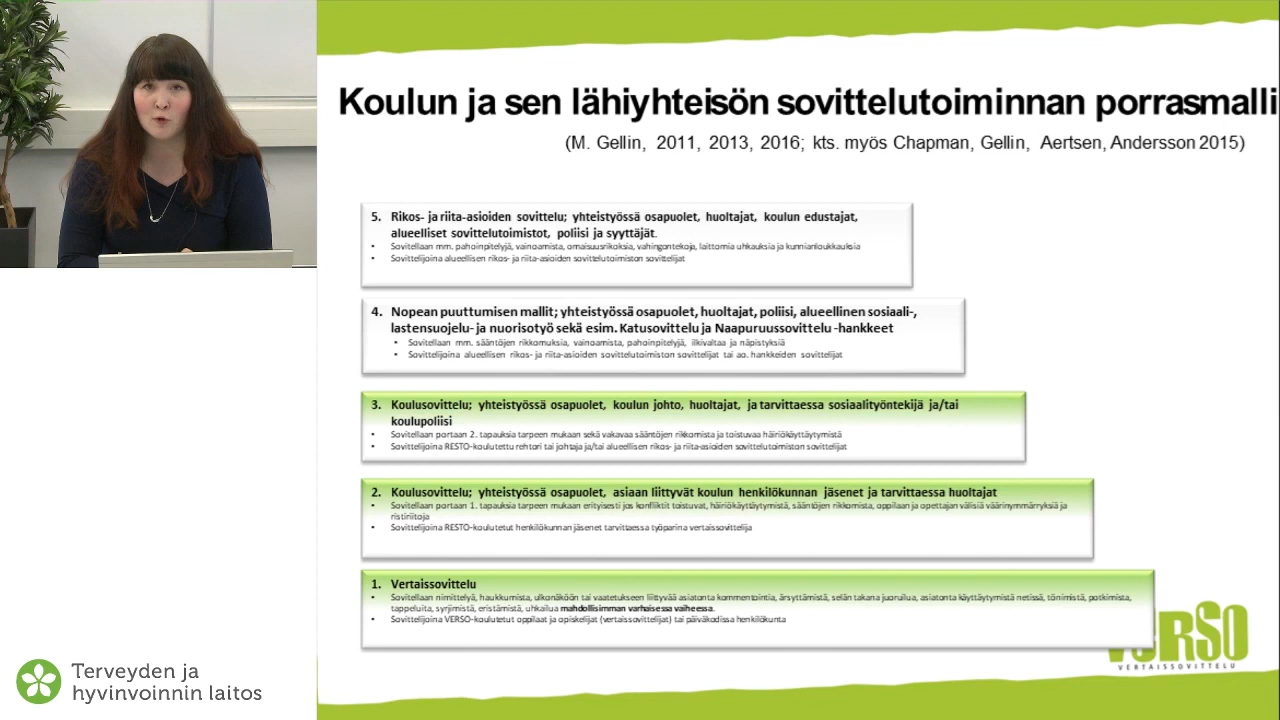 Koulun ja sen lähiyhteisön sovittelutoiminnan porrasmalli
(M. Gellin, 2011, 2013, 2016; kts. myös Chapman, Gellin, Aertsen, Andersson 2015)
5. Rikos- ja riita-asioiden sovittelu; yhteistyössä osapuolet, huoltajat, koulun edustajat,
alueelliset sovittelutoimistot, poliisi ja syyttäjät.
• Sovitellaan mm. pahoinpitelyjä, vainoamista, omaisuusrikoksia, vahingontekoja, laittomia uhkauksia ja kunnianloukkauksia
• Sovittelijoina alueellisen rikos- ja riita-asioiden sovittelutoimiston sovittelijat
4. Nopean puuttumisen mallit; yhteistyössä osapuolet, huoltajat, poliisi, alueellinen sosiaali-,
lastensuojelu- ja nuorisotyö sekä esim. Katusovittelu ja Naapuruussovittelu -hankkeet
• Sovitellaan mm. sääntöjen rikkomuksia, vainoamista, pahoinpitelyjä, ilkivaltaa ja näpistyksiä
• Sovittelijoina alueellisen rikos- ja riita-asioiden sovittelutoimiston sovittelijat tai ao. hankkeiden sovittelijat
3. Koulusovittelu; yhteistyössä osapuolet, koulun johto, huoltajat, ja tarvittaessa sosiaalityöntekijä ja/tai
koulupoliisi
• Sovitellaan portaan 2. tapauksia tarpeen mukaan sekä vakavaa sääntöjen rikkomista ja toistuvaa häiriökäyttäytymistä
• Sovittelijoina RESTO-koulutettu rehtori tai johtaja ja/tai alueellisen rikos- ja riita-asioiden sovittelutoimiston sovittelijat
2. Koulusovittelu; yhteistyössä osapuolet, asiaan liittyvät koulun henkilökunnan jäsenet ja tarvittaessa huoltajat
• Sovitellaan portaan 1. tapauksia tarpeen mukaan erityisesti jos konfliktit toistuvat, häiriökäyttäytymistä, sääntöjen rikkomista, oppilaan ja opettajan välisiä väärinymmärryksiä ja
ristiriitoja
• Sovittelijoina RESTO-koulutetut henkilökunnan jäsenet tarvittaessa työparina vertaissovittelija
1. Vertaissovittelu
• Sovitellaan nimittelyä, haukkumista, ulkonäköön tai vaatetukseen liittyvää asiatonta kommentointia, ärsyttämistä, selän takana juoruilua, asiatonta käyttäytymistä netissä, tönimistä, potkimista,
tappeluita, syrjimistä, eristämistä, uhkailua mahdollisimman varhaisessa vaiheessa.
• Sovittelijoina VERSO-koulutetut oppilaat ja opiskelijat (vertaissovittelijat) tai päiväkodissa henkilökunta
VERSO
VERTAISSOVITTELU
Terveyden ja
hyvinvoinnin laitos